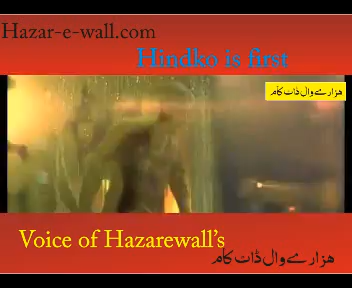 Hazar-e-wall.com
Hindko is first
ہزارے وال ڈاٹ کام
Voice of Hazarewall's
ہزارے وال ڈاٹ کام